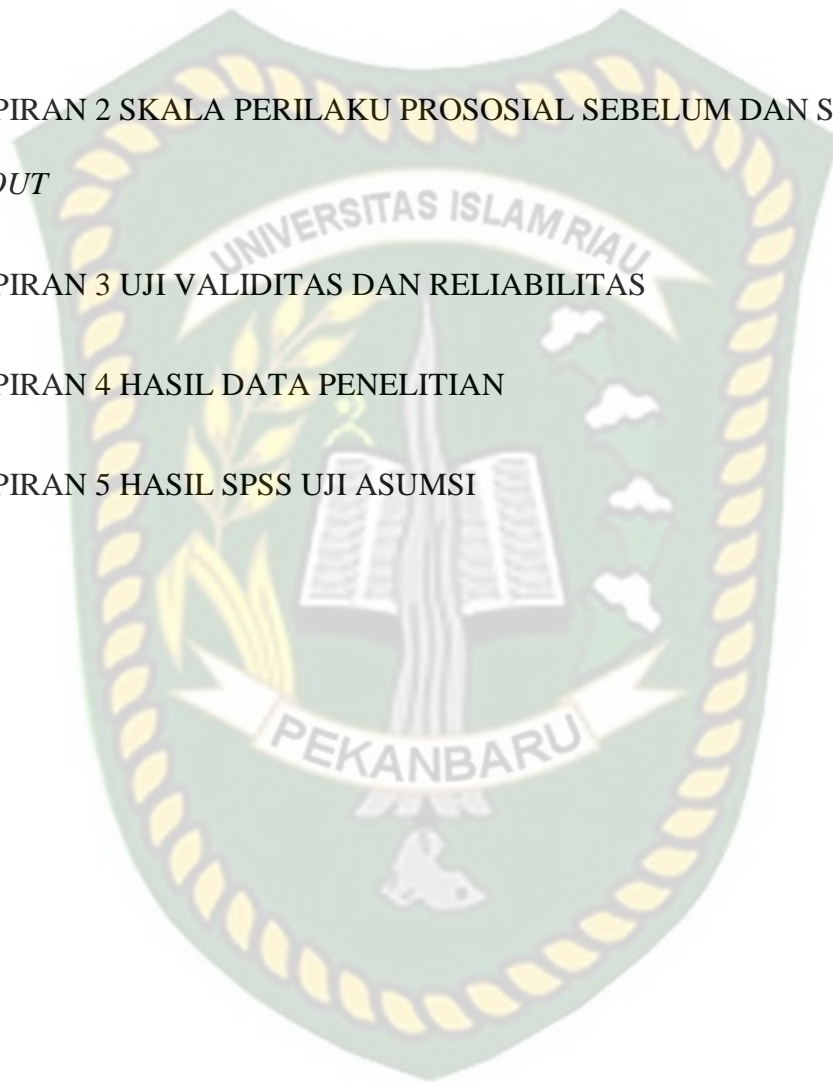 PIRAN 2 SKALA PERILAKU PROSOSIAL SEBELUM DAN S
OUT
UNIVERSITAS ISLAM RIAU
PIRAN 3 UJI VALIDITAS DAN RELIABILITAS
PIRAN 4 HASIL DATA PENELITIAN
PIRAN 5 HASIL SPSS UJI ASUMSI
PEKANBARU